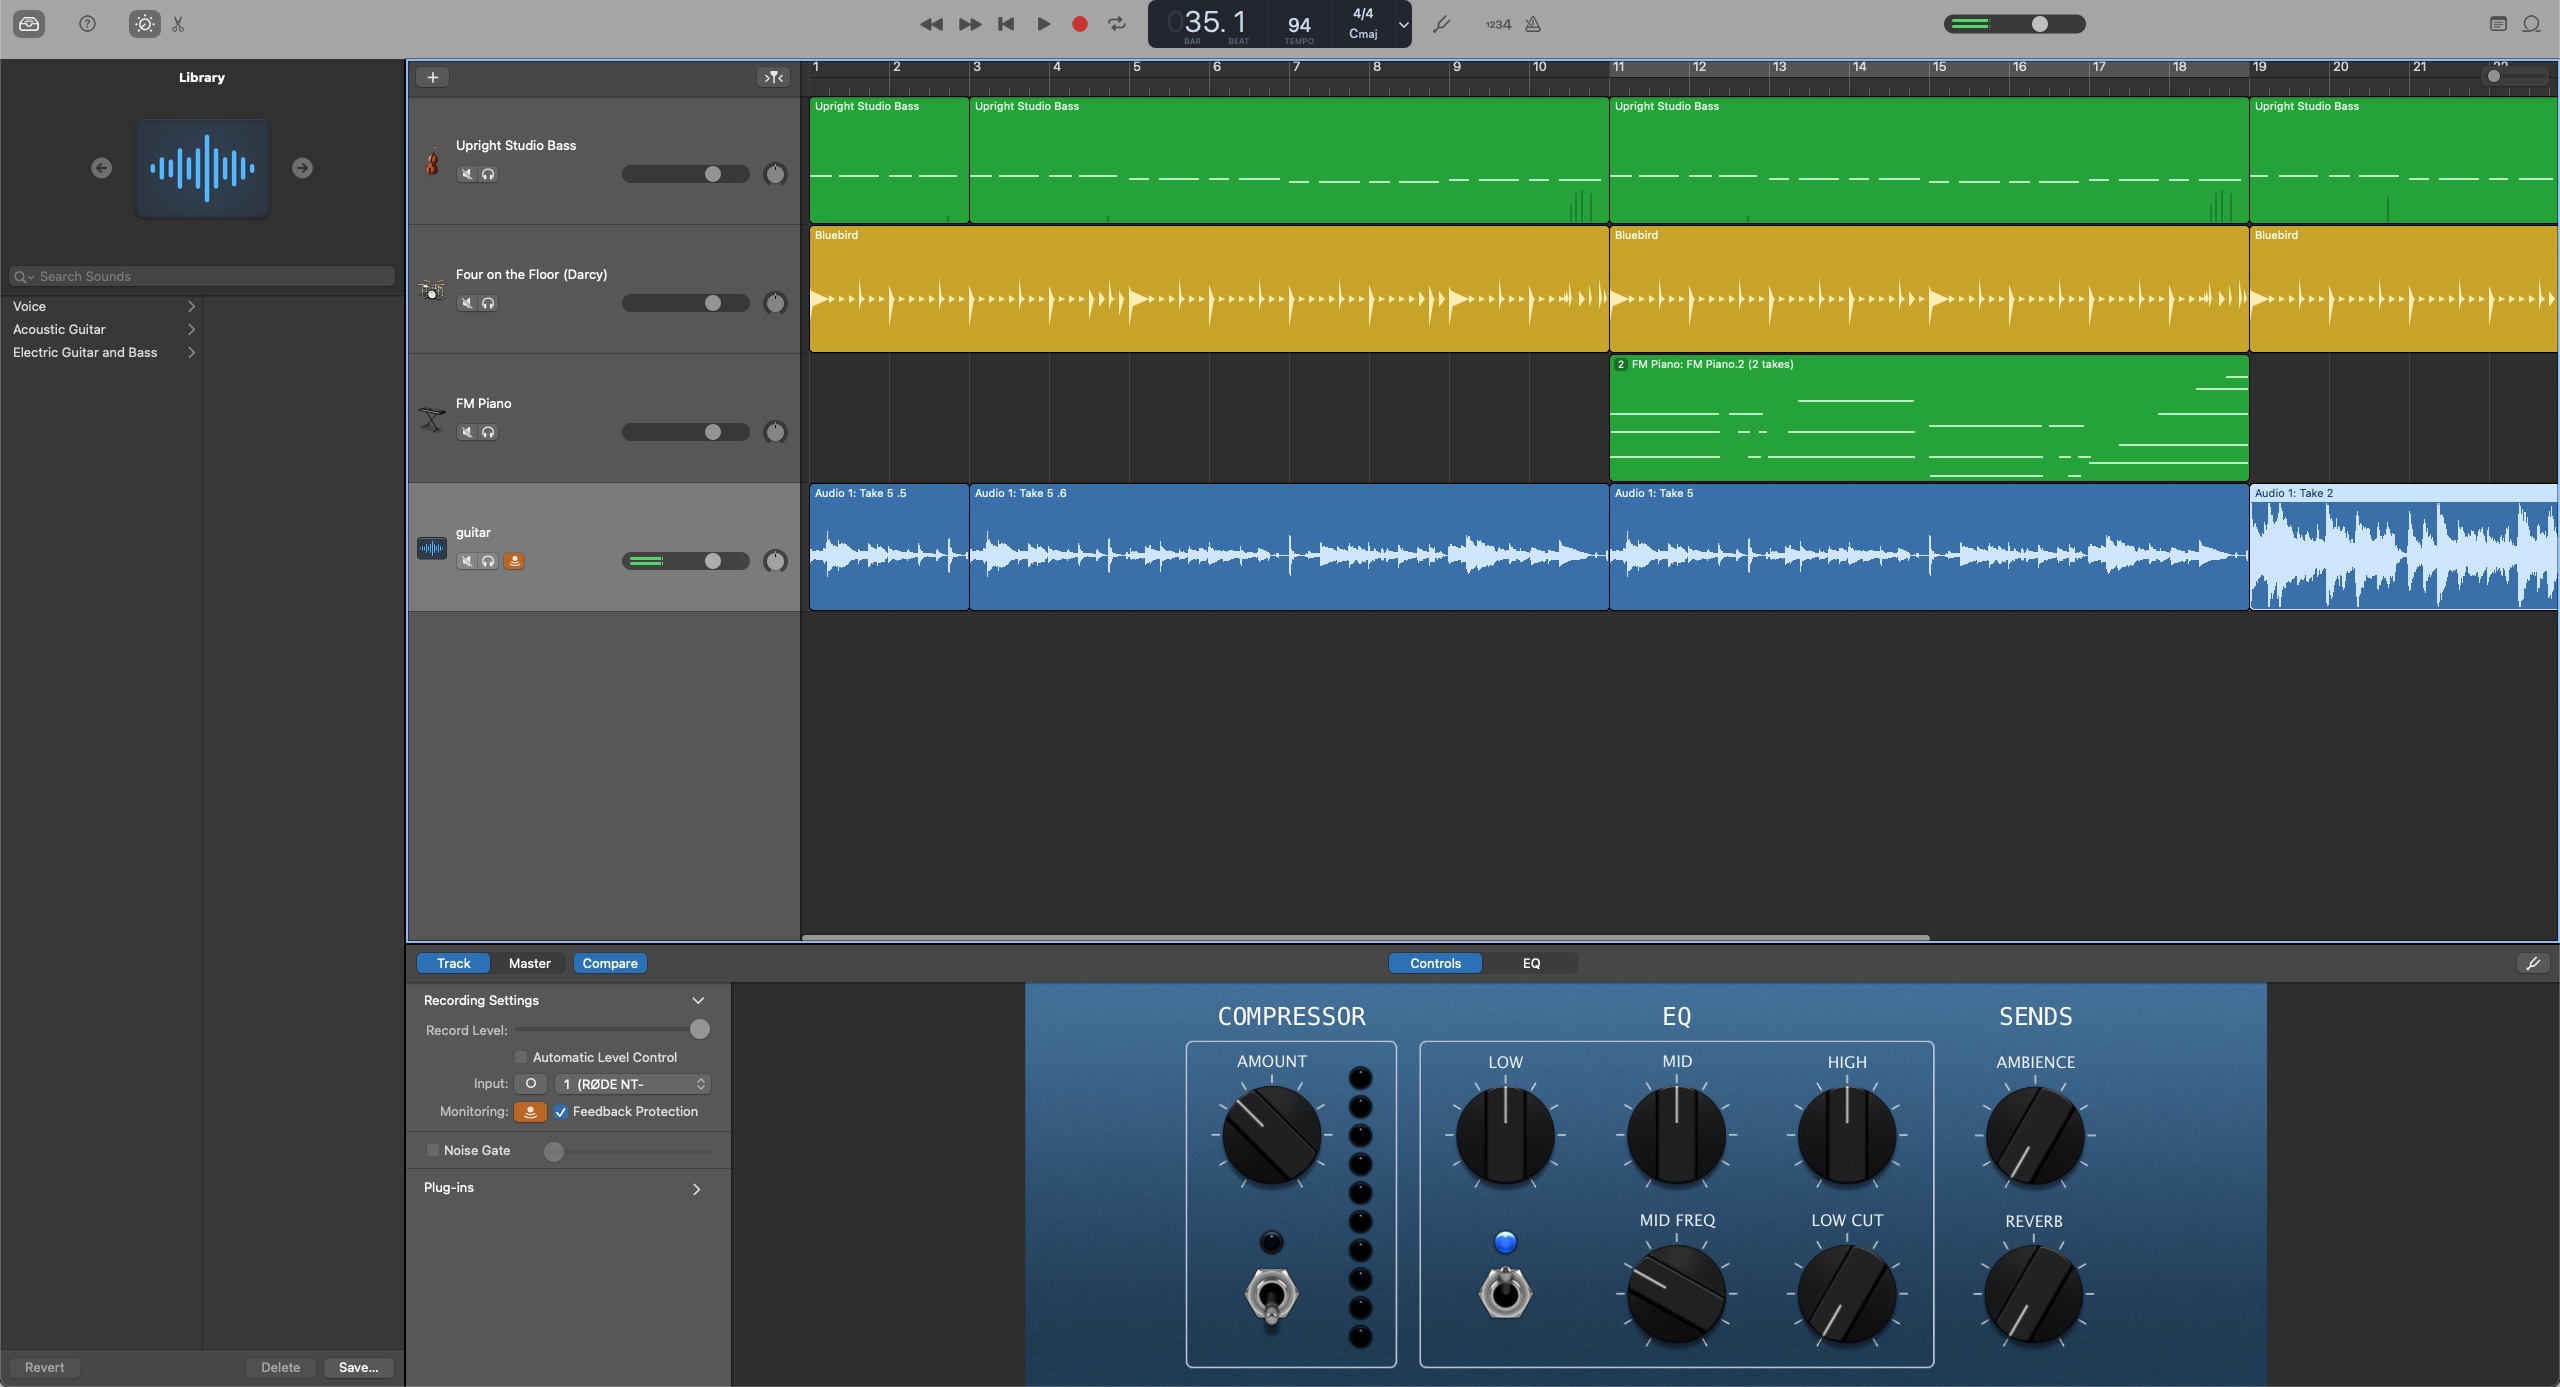 035. 1
94
4/4
Cmaj
BAR
BEAT
TEMPO
1234
Library
Search Sounds
Voice
Acoustic Guitar
Electric Guitar and Bass
Revert
Delete
Save...
1 2 3 4 5 6 7 8 9 10 11 12 13 14 15 16 17 18 19 20 21 22
Upright Studio Bass
Upright Studio Bass
Upright Studio Bass
Upright Studio Bass
Upright Studio Bass
Four on the Floor (Darcy)
Bluebird
Bluebird
Bluebird
FM Piano
2 FM Piano: FM Piano.2 (2 takes)
guitar
Audio 1: Take 5 .5
Audio 1: Take 5 .6
Audio 1: Take 5
Audio 1: Take 2
Track
Master
Compare
Controls
EQ
Recording Settings
Record Level:
Automatic Level Control
Input:
1 (RØDE NT-
Monitoring:
Feedback Protection
Noise Gate
Plug-ins
COMPRESSOR
AMOUNT
EQ
LOW
MID
HIGH
MID FREQ
LOW CUT
SENDS
AMBIENCE
REVERB